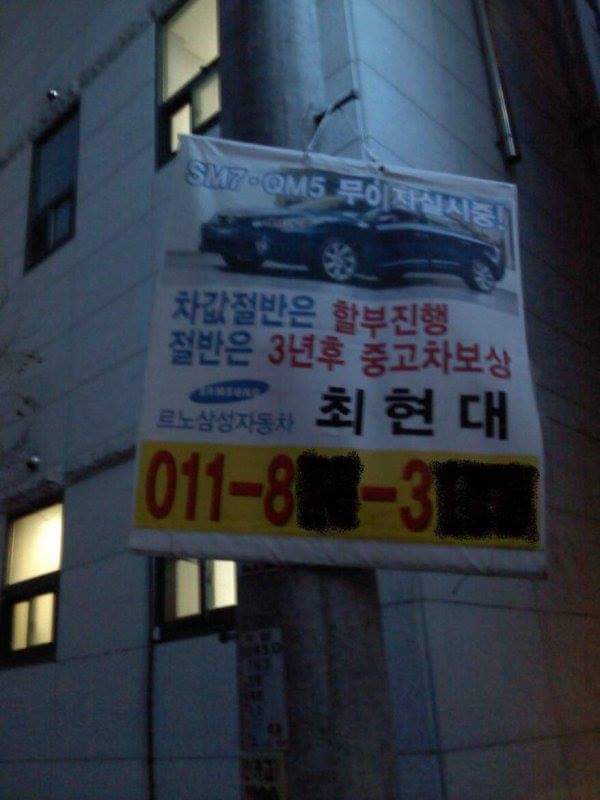 SM7·QM5 무이자실시중!
차값절반은 할부진행
절반은 3년후 중고차보상
SAMSUNG
르노삼성자동차 최현대
011-8 -3